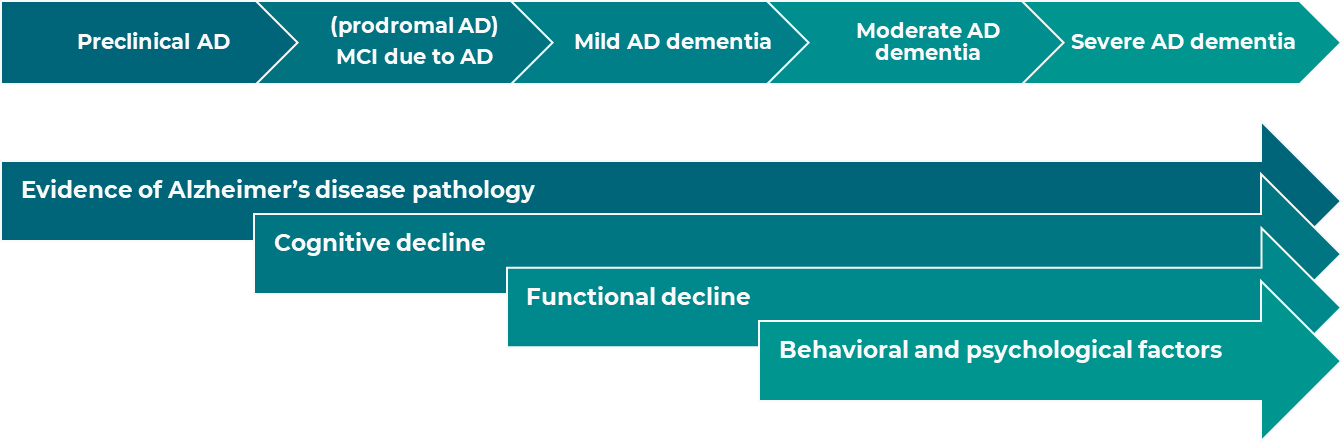 Preclinical AD
(prodromal AD)
MCI due to AD
Mild AD dementia
Moderate AD
dementia
Severe AD dementia
Evidence of Alzheimer’s disease pathology
Cognitive decline
Functional decline
Behavioral and psychological factors